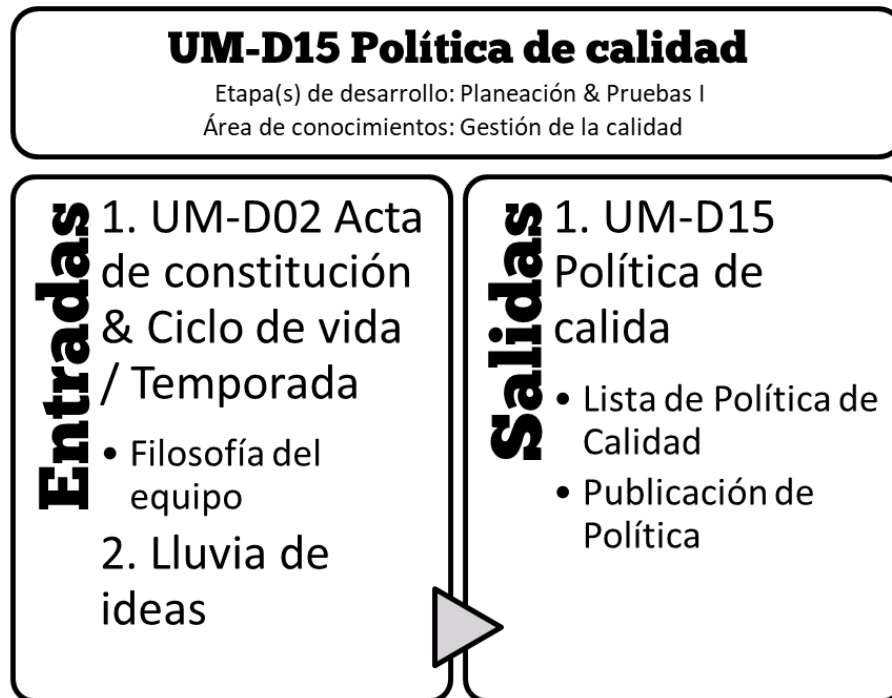 UM-D15 Política de calidad
Etapa(s) de desarrollo: Planeación & Pruebas I
Área de conocimientos: Gestión de la calidad
Entradas
1. UM-D02 Acta
de constitución
& Ciclo de vida
/ Temporada
• Filosofía del
equipo
2. Lluvia de
ideas
Salidas
1. UM-D15
Política de
calida
• Lista de Política de
Calidad
• Publicación de
Política